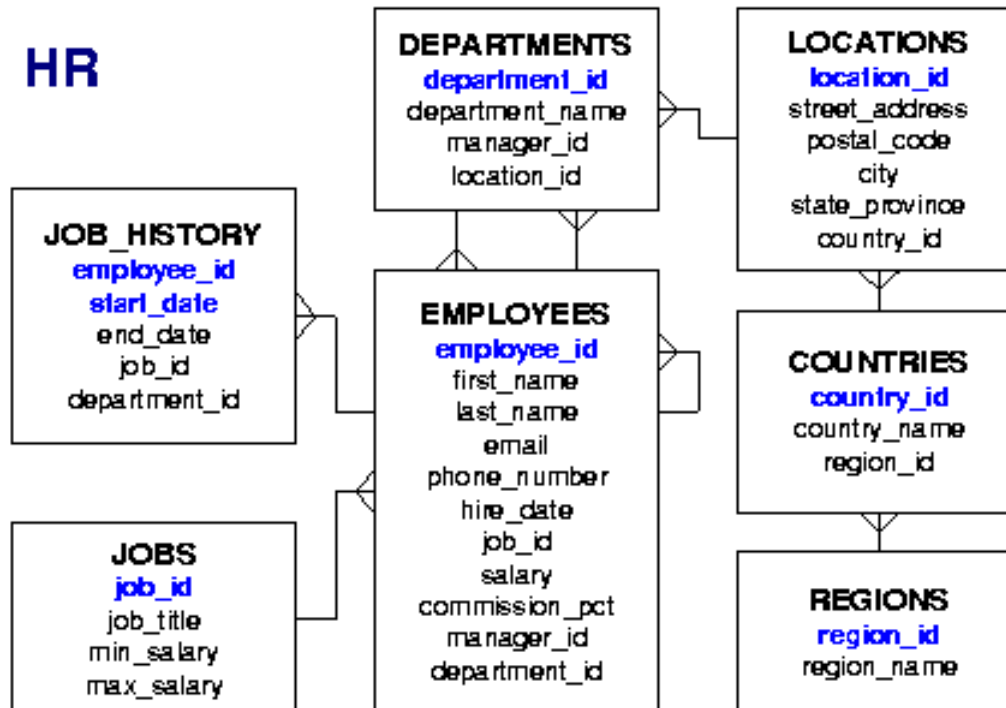 HR
DEPARTMENTS
department_id
department_name
manager_id
location_id
LOCATIONS
location_id
street_address
postal_code
city
state_province
country_id
JOB_HISTORY
employee_id
start_date
end_date
job_id
department_id
EMPLOYEES
employee_id
first_name
last_name
email
phone_number
hire_date
job_id
salary
commission_pct
manager_id
department_id
COUNTRIES
country_id
country_name
region_id
JOBS
job_id
job_title
min_salary
max_salary
REGIONS
region_id
region_name